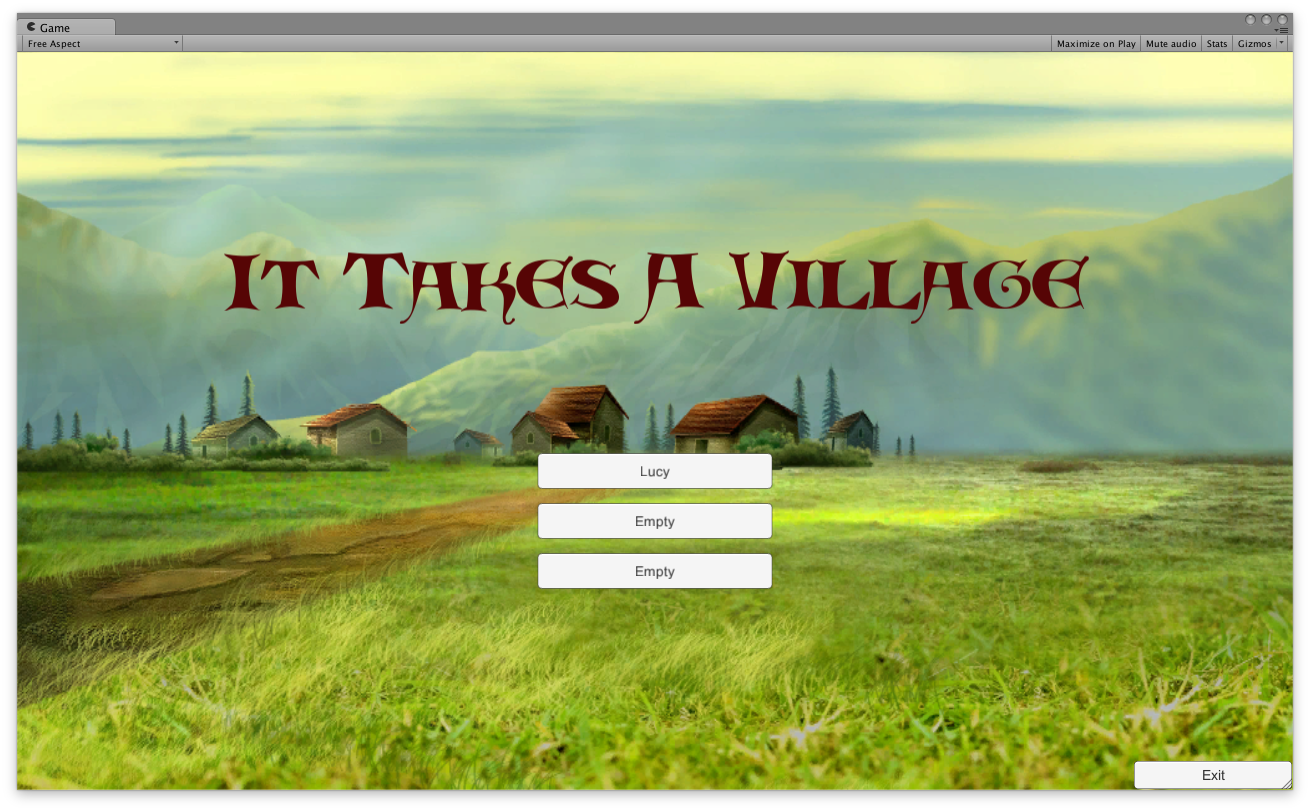 Game
Free Aspect
Maximize on Play Mute audio Stats Gizmos
It Takes A Village
Lucy
Empty
Empty
Exit